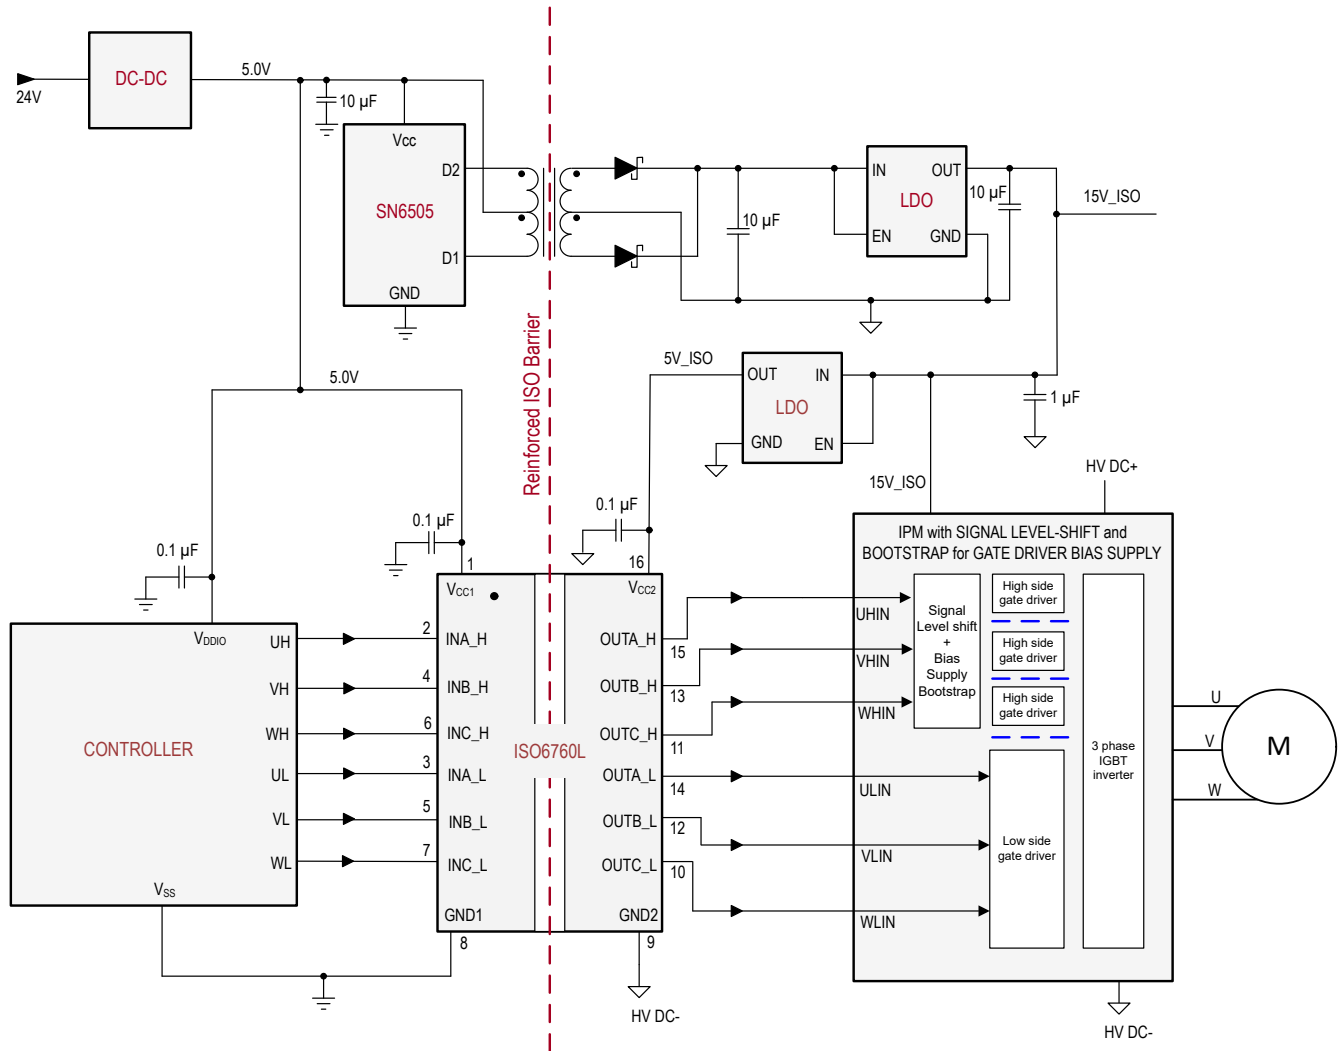 DC-DC
5.0V
24V
10 µF
Vcc
D2
SN6505
D1
GND
IN
OUT
LDO
10 µF
10 µF
EN
GND
15V_ISO
Reinforced ISO Barrier
5V_ISO
OUT
IN
LDO
GND
EN
1 µF
5.0V
15V_ISO
HV DC+
0.1 µF
0.1 µF
0.1 µF
1
16
IPM with SIGNAL LEVEL-SHIFT and
BOOTSTRAP for GATE DRIVER BIAS SUPPLY
VDDIO
UH
VH
WH
UL
VL
WL
CONTROLLER
VSS
2
4
6
3
5
7
VCC1
INA_H
INB_H
INC_H
INA_L
INB_L
INC_L
GND1
8
ISO6760L
VCC2
OUTA_H
OUTB_H
OUTC_H
OUTA_L
OUTB_L
OUTC_L
GND2
15
13
11
14
12
10
9
HV DC-
UHIN
VHIN
WHIN
ULIN
VLIN
WLIN
Signal
Level shift
+
Bias
Supply
Bootstrap
High side
gate driver
High side
gate driver
High side
gate driver
Low side
gate driver
3 phase
IGBT
inverter
U
V
W
M
HV DC-